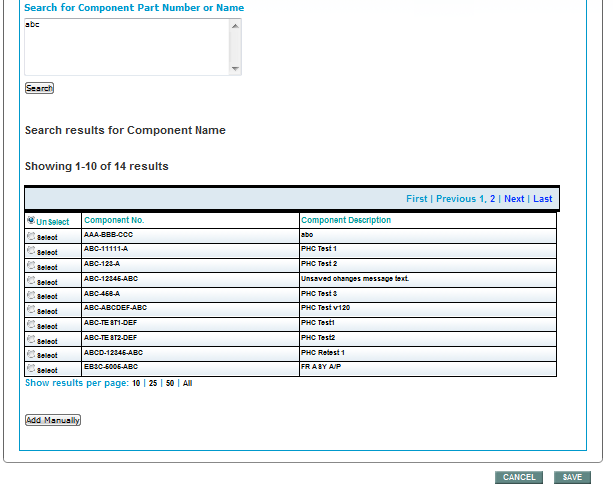 Search for Component Part Number or Name
abc
Search
Search results for Component Name
Showing 1-10 of 14 results
First | Previous 1, 2 | Next | Last
UnSelect Component No. Component Description
Select AAA-BBB-CCC abc
Select ABC-11111-A PHC Test 1
Select ABC-123-A PHC Test 2
Select ABC-12345-ABC Unsaved changes message text.
Select ABC-456-A PHC Test 3
Select ABC-ABCDEF-ABC PHC Test v120
Select ABC-TEST1-DEF PHC Test1
Select ABC-TEST2-DEF PHC Test2
Select ABCD-12345-ABC PHC Retest 1
Select EB3C-5005-ABC FR ASY A/P
Show results per page: 10 | 25 | 50 | All
Add Manually
CANCEL SAVE